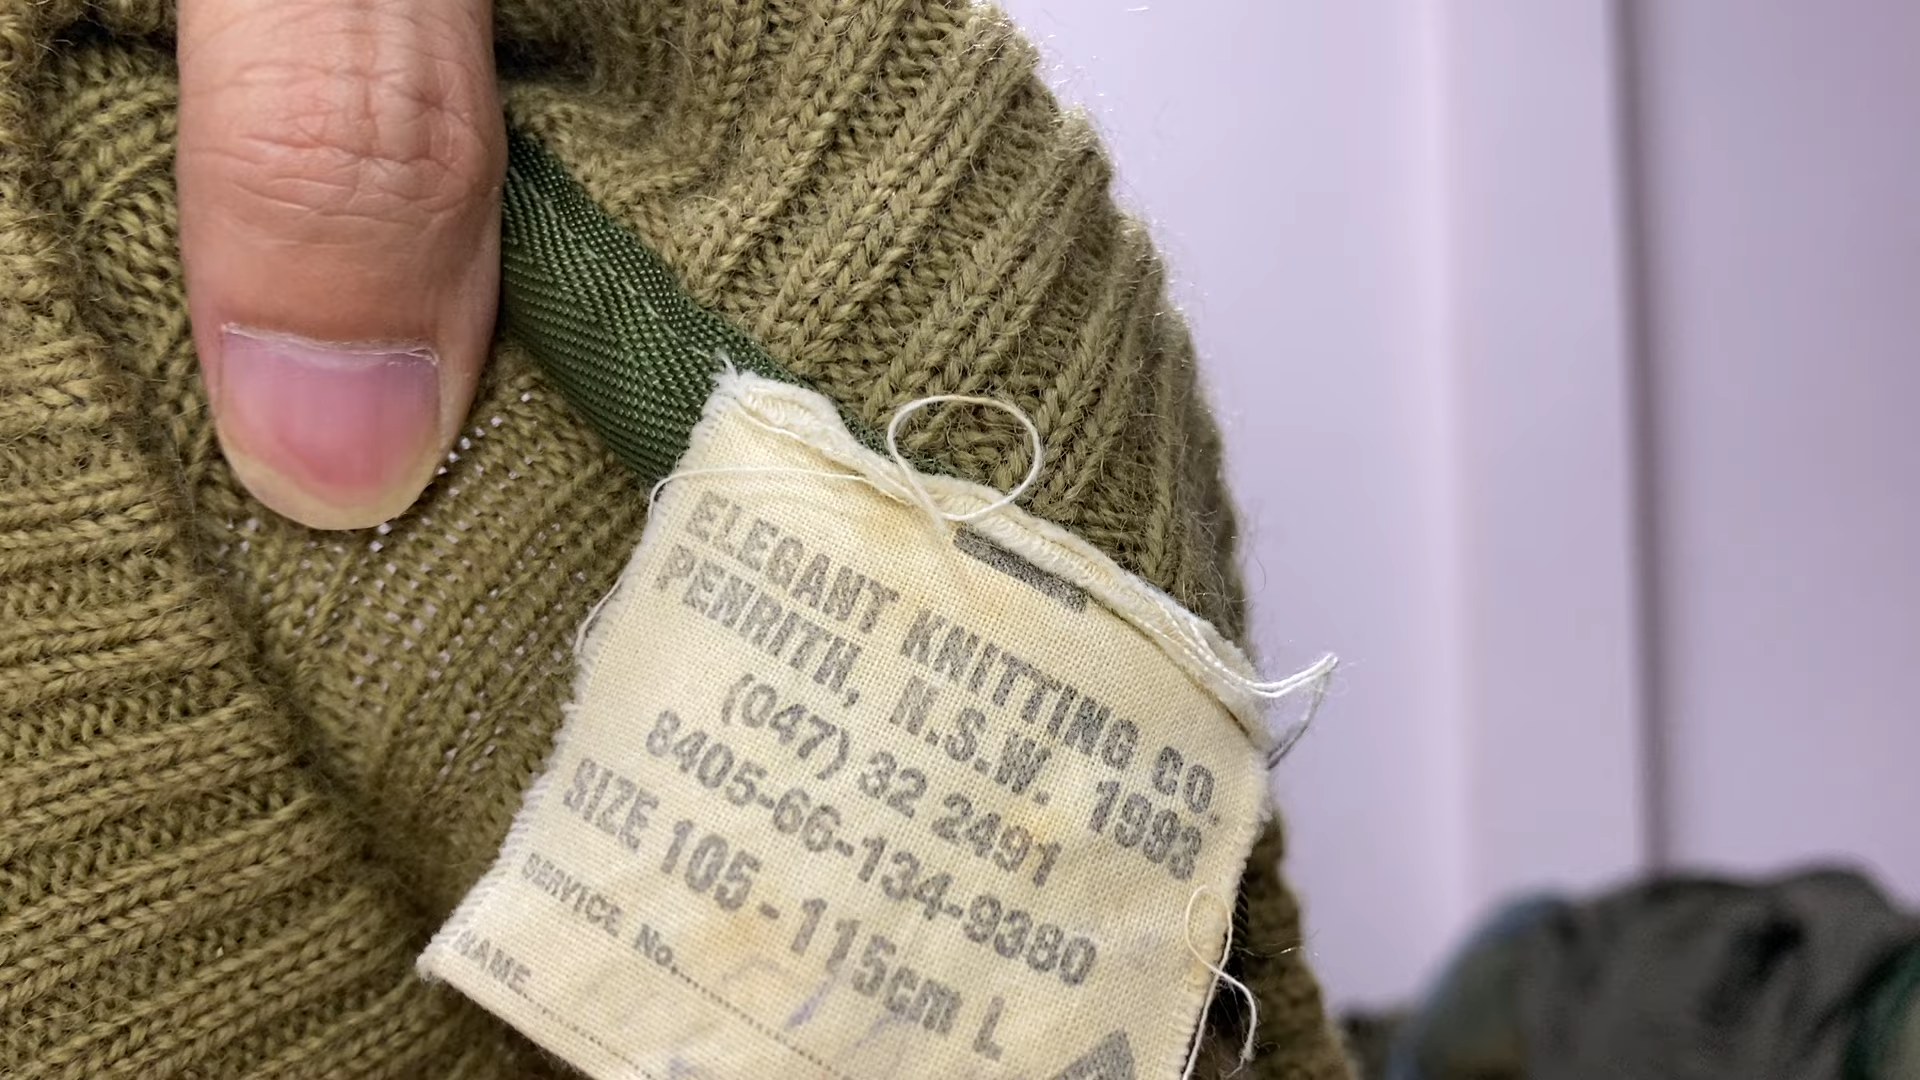 ELEGANT KNITTING CO.
PENRITH, N.S.W. 1993
(047) 32 2491
8405-66-134-9380
SIZE 105-115cm L
SERVICE No.
NAME